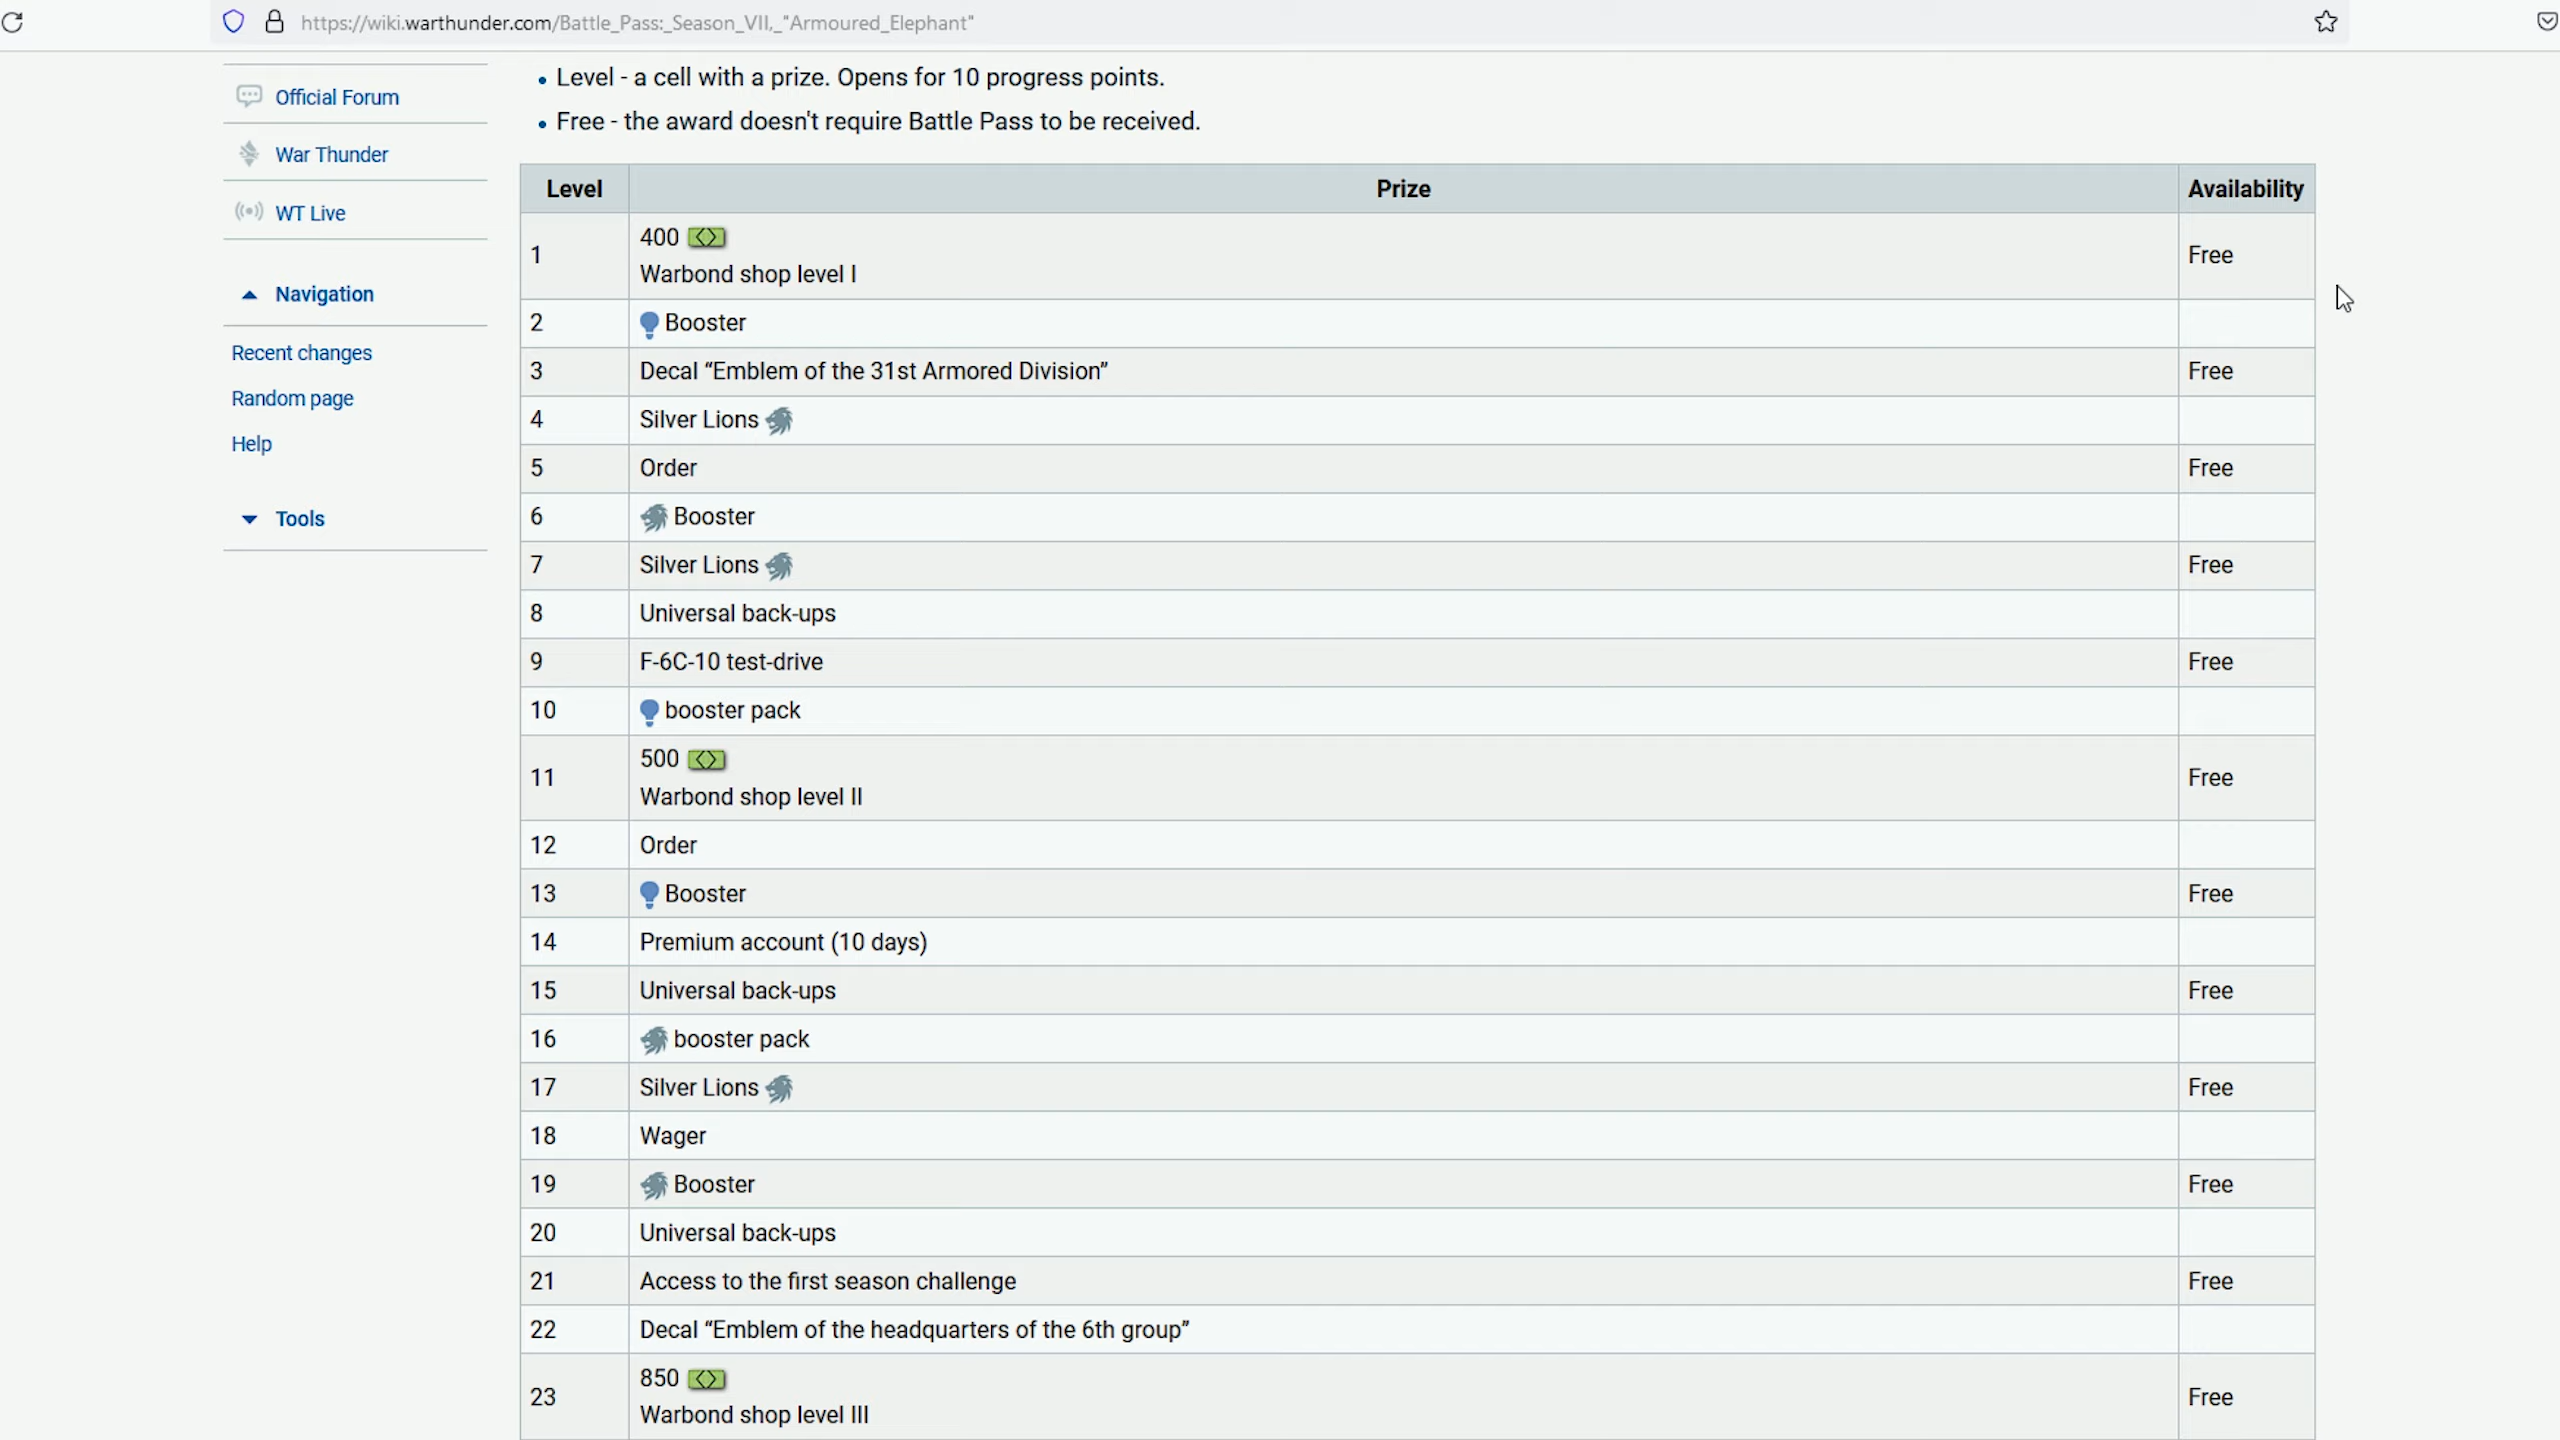 https://wiki.warthunder.com/Battle_Pass:_Season_VII,_"Armoured_Elephant"
Official Forum
War Thunder
WT Live
Navigation
Recent changes
Random page
Help
Tools
Level - a cell with a prize. Opens for 10 progress points.
Free - the award doesn't require Battle Pass to be received.
Level Prize Availability
1 400 Free
Warbond shop level I
2 Booster
3 Decal “Emblem of the 31st Armored Division” Free
4 Silver Lions
5 Order Free
6 Booster
7 Silver Lions Free
8 Universal back-ups
9 F-6C-10 test-drive Free
10 booster pack
11 500 Free
Warbond shop level II
12 Order
13 Booster Free
14 Premium account (10 days)
15 Universal back-ups Free
16 booster pack
17 Silver Lions Free
18 Wager
19 Booster Free
20 Universal back-ups
21 Access to the first season challenge Free
22 Decal “Emblem of the headquarters of the 6th group”
23 850 Free
Warbond shop level III